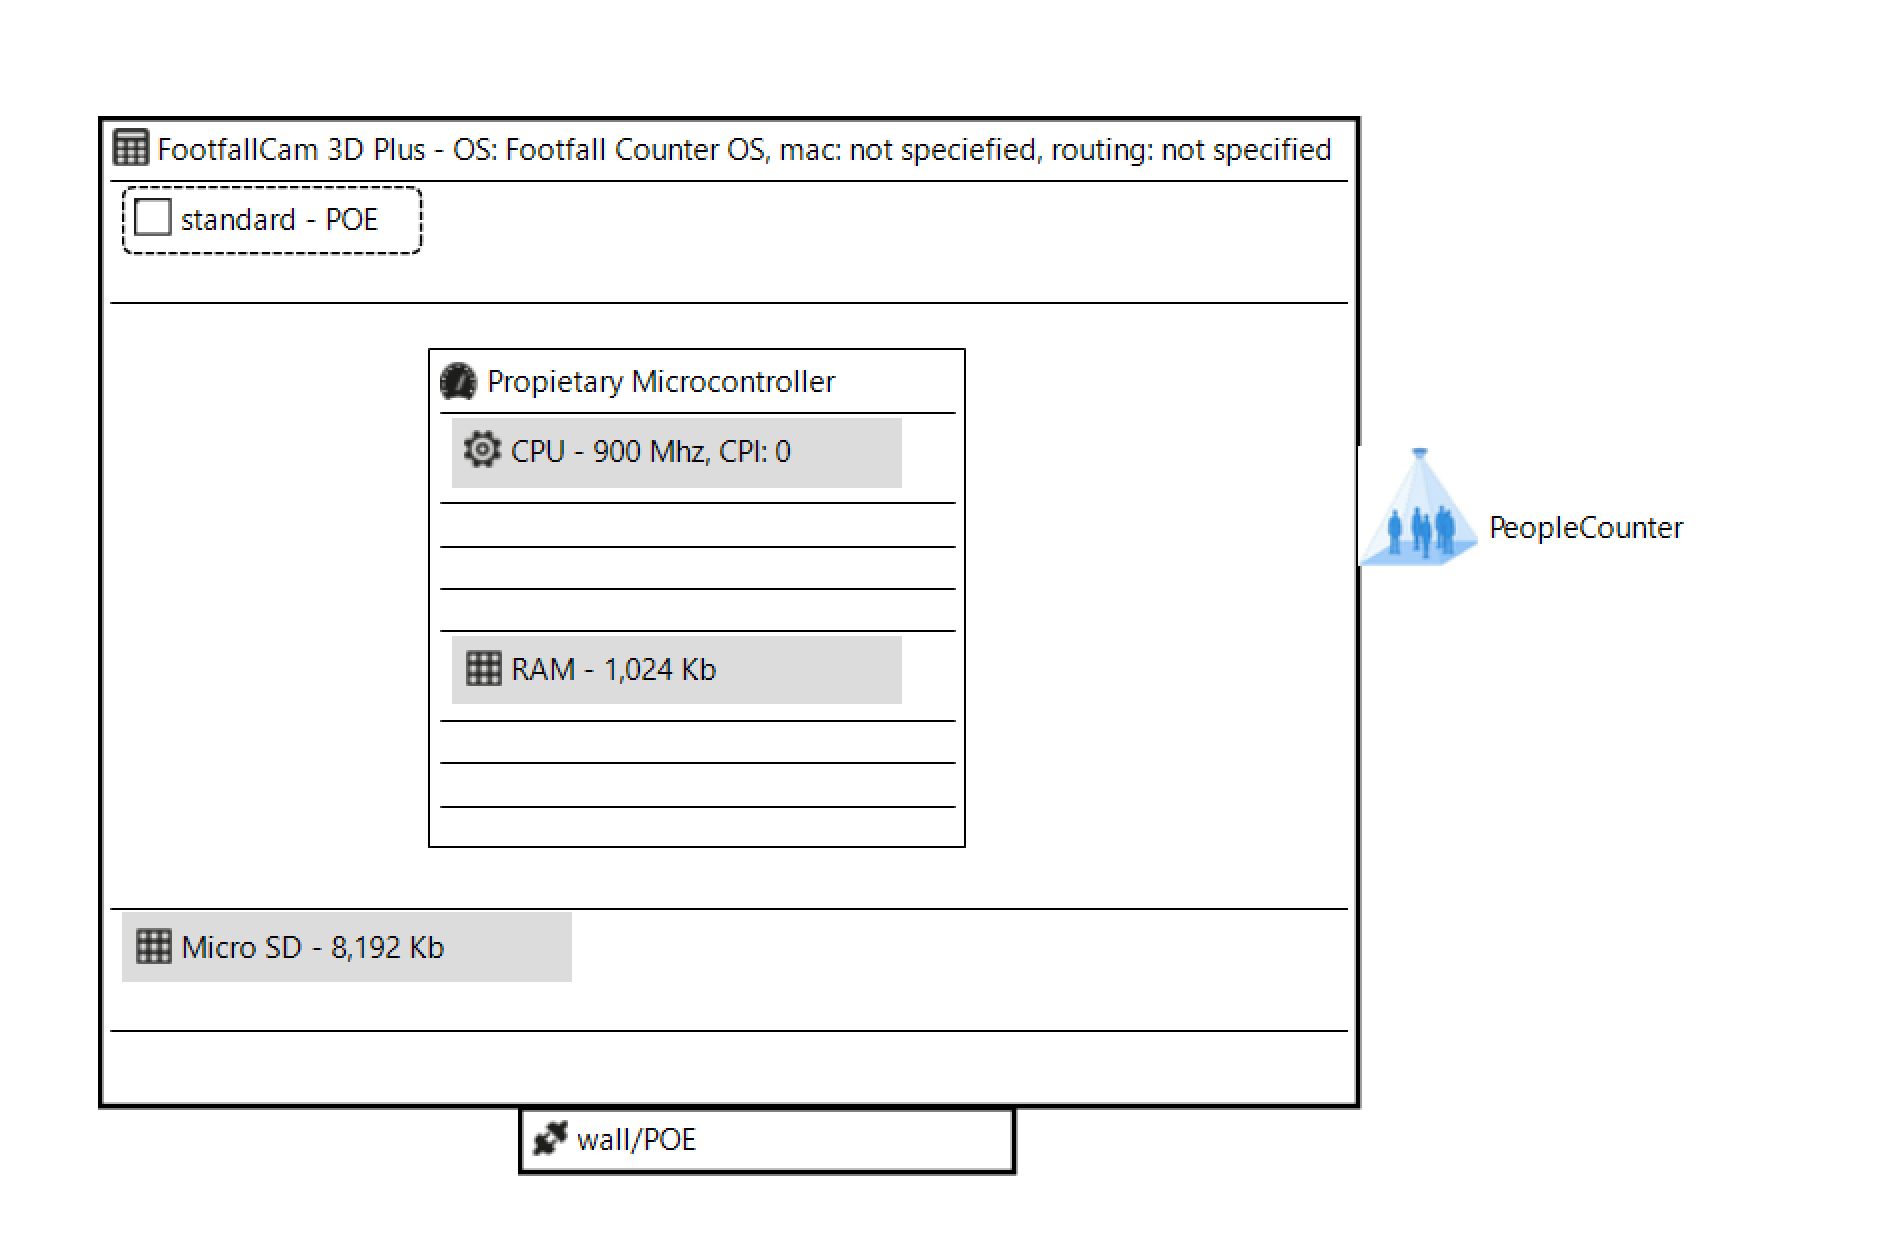 FootfallCam 3D Plus - OS: Footfall Counter OS, mac: not speciefied, routing: not specified
standard - POE
Propietary Microcontroller
CPU - 900 Mhz, CPI: 0
RAM - 1,024 Kb
PeopleCounter
Micro SD - 8,192 Kb
wall/POE